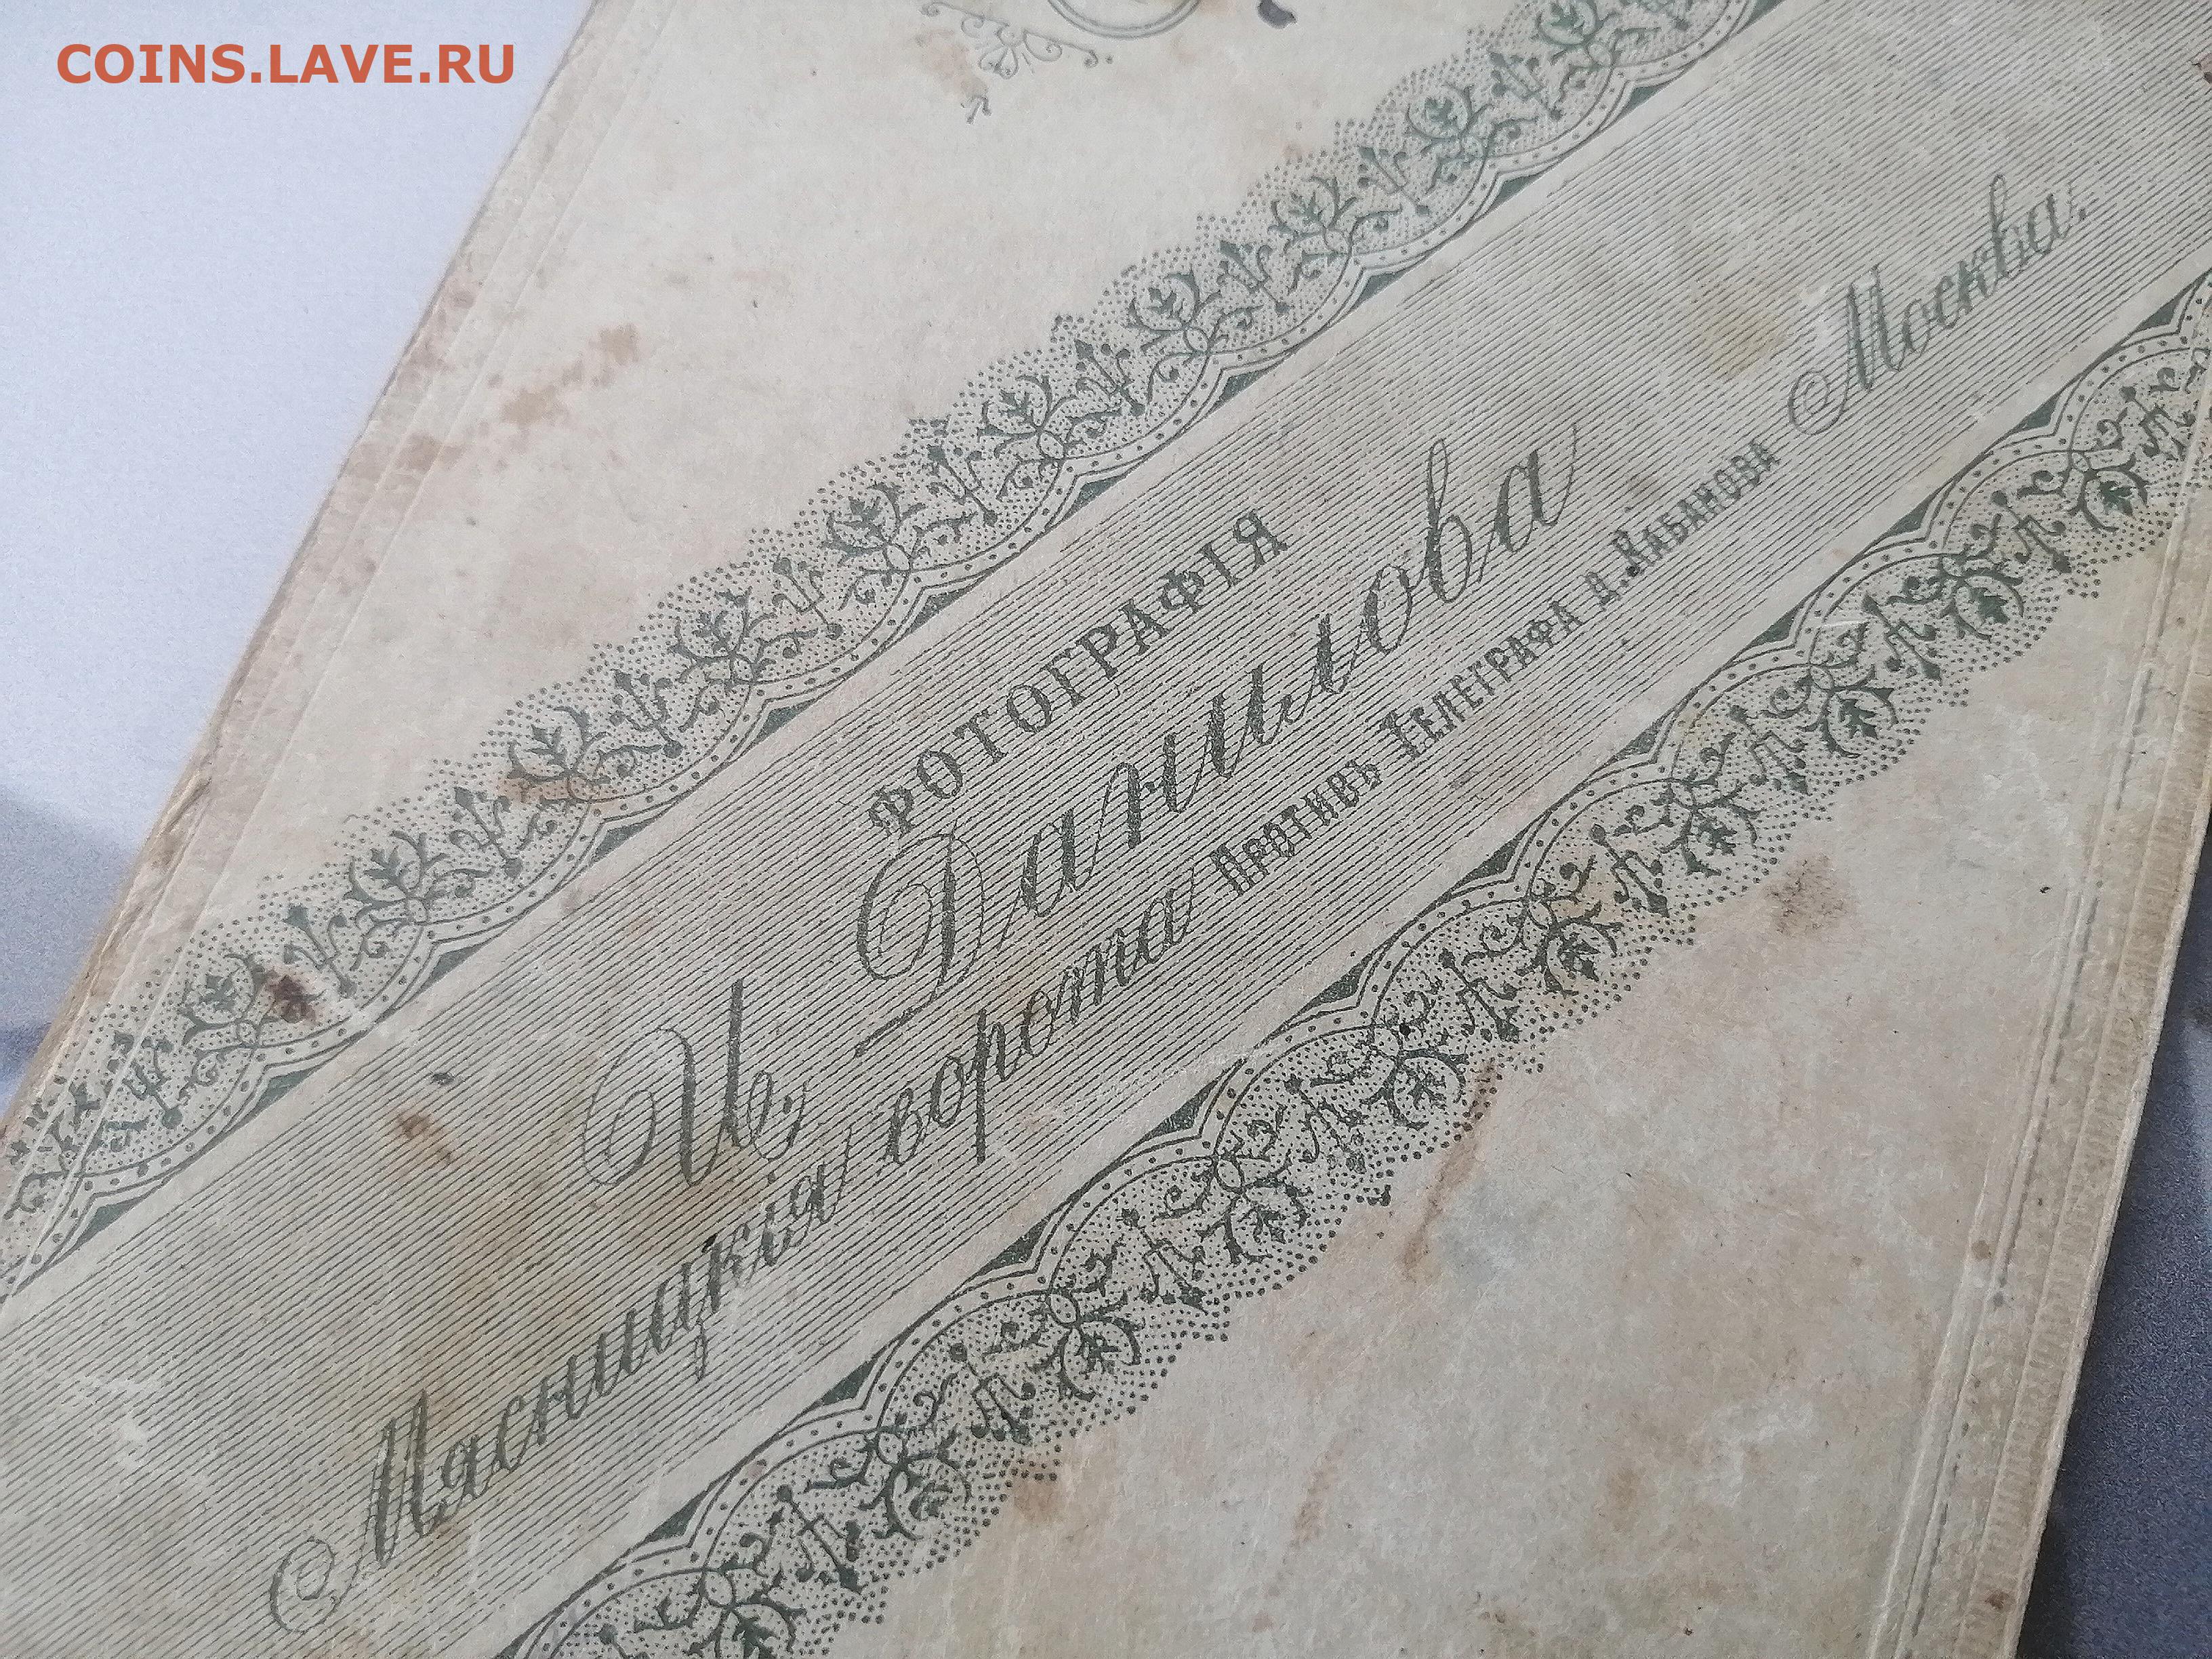 COINS.LAVE.RU
ФОТОГРАФІЯ
И. Данилова
Мясницкія ворота ПРОТИВЪ ТЕЛЕГРАФА Д. КАБАНОВА Москва.